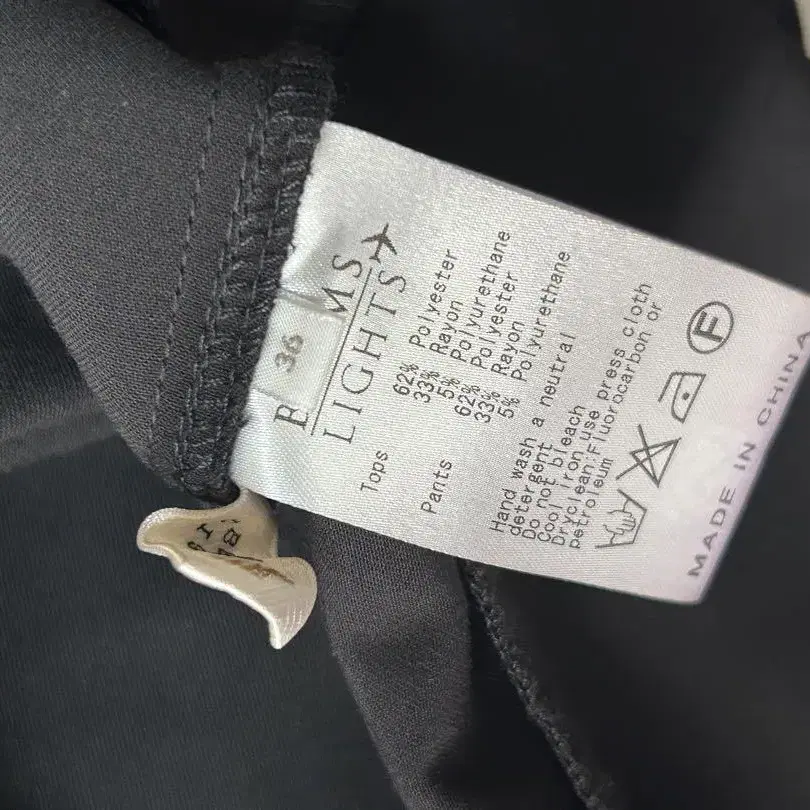 36
MS
LIGHTS
Tops
62% Polyester
33% Rayon
5% Polyurethane
Pants
62% Polyester
33% Rayon
5% Polyurethane
Hand wash a neutral
detergent
Do not bleach
Cool iron use press cloth
Dryclean:Fluorocarbon or
petroleum
F
MADE IN CHINA